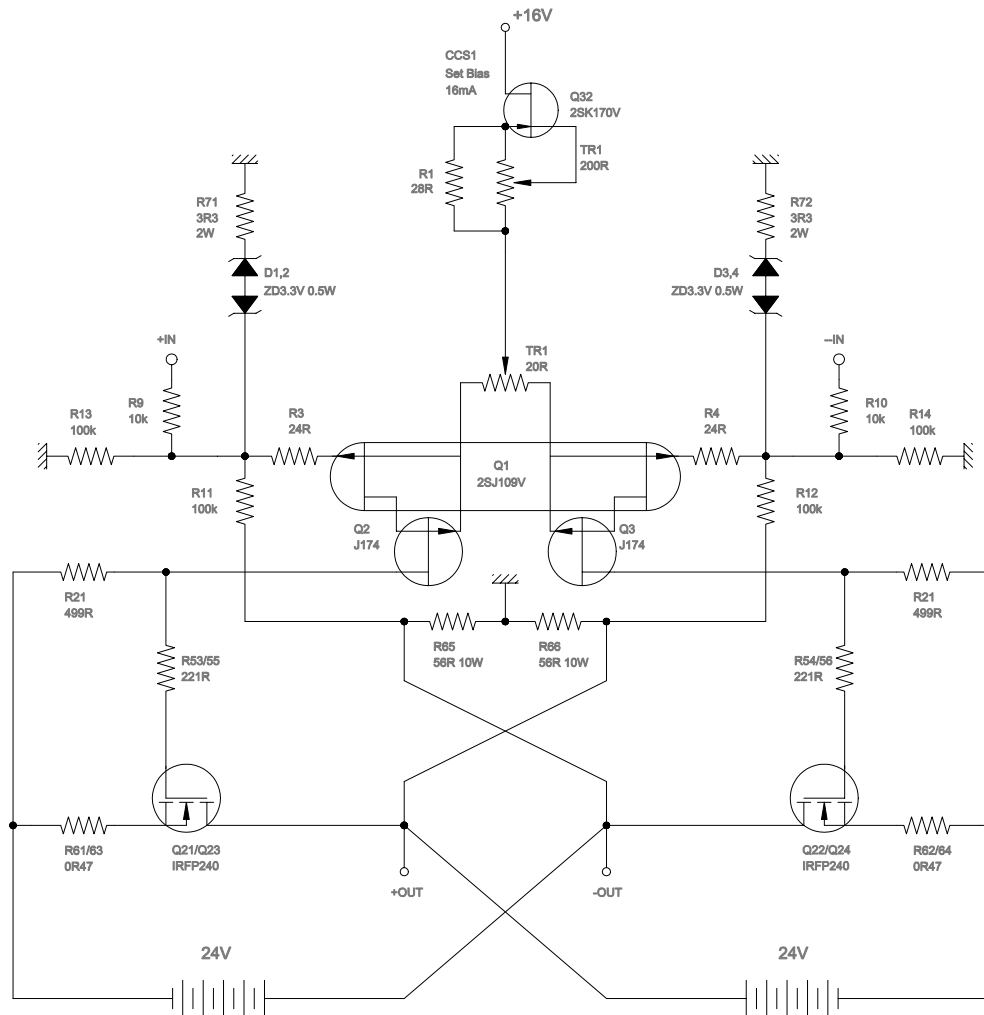 +16V
CCS1
Set Bias
16mA
Q32
2SK170V
TR1
200R
R1
28R
R71
3R3
2W
R72
3R3
2W
D1,2
ZD3.3V 0.5W
D3,4
ZD3.3V 0.5W
+IN
--IN
TR1
20R
R13
100k
R9
10k
R3
24R
R4
24R
R10
10k
R14
100k
Q1
2SJ109V
R11
100k
R12
100k
Q2
J174
Q3
J174
R21
499R
R21
499R
R65
56R 10W
R66
56R 10W
R53/55
221R
R54/56
221R
R61/63
0R47
Q21/Q23
IRFP240
Q22/Q24
IRFP240
R62/64
0R47
+OUT
-OUT
24V
24V